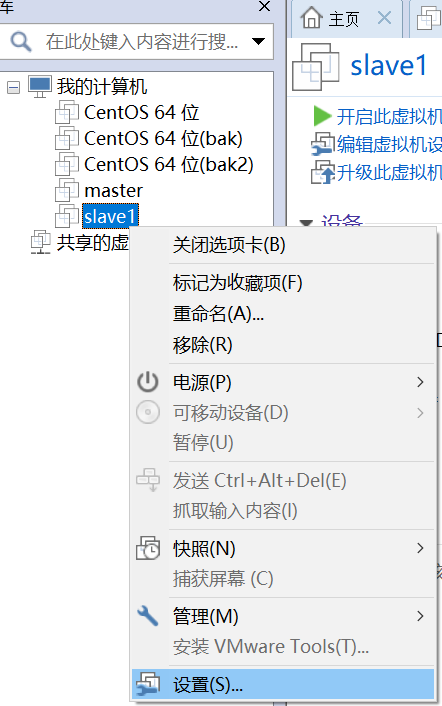 库
主页
在此处键入内容进行搜...
slave1
我的计算机
CentOS 64 位
CentOS 64 位(bak)
CentOS 64 位(bak2)
master
slave1
共享的虚
开启此虚拟机
编辑虚拟机设
升级此虚拟机
设备
关闭选项卡(B)
标记为收藏项(F)
重命名(A)...
移除(R)
电源(P)
可移动设备(D)
暂停(U)
发送 Ctrl+Alt+Del(E)
抓取输入内容(I)
快照(N)
捕获屏幕 (C)
管理(M)
安装 VMware Tools(T)...
设置(S)...